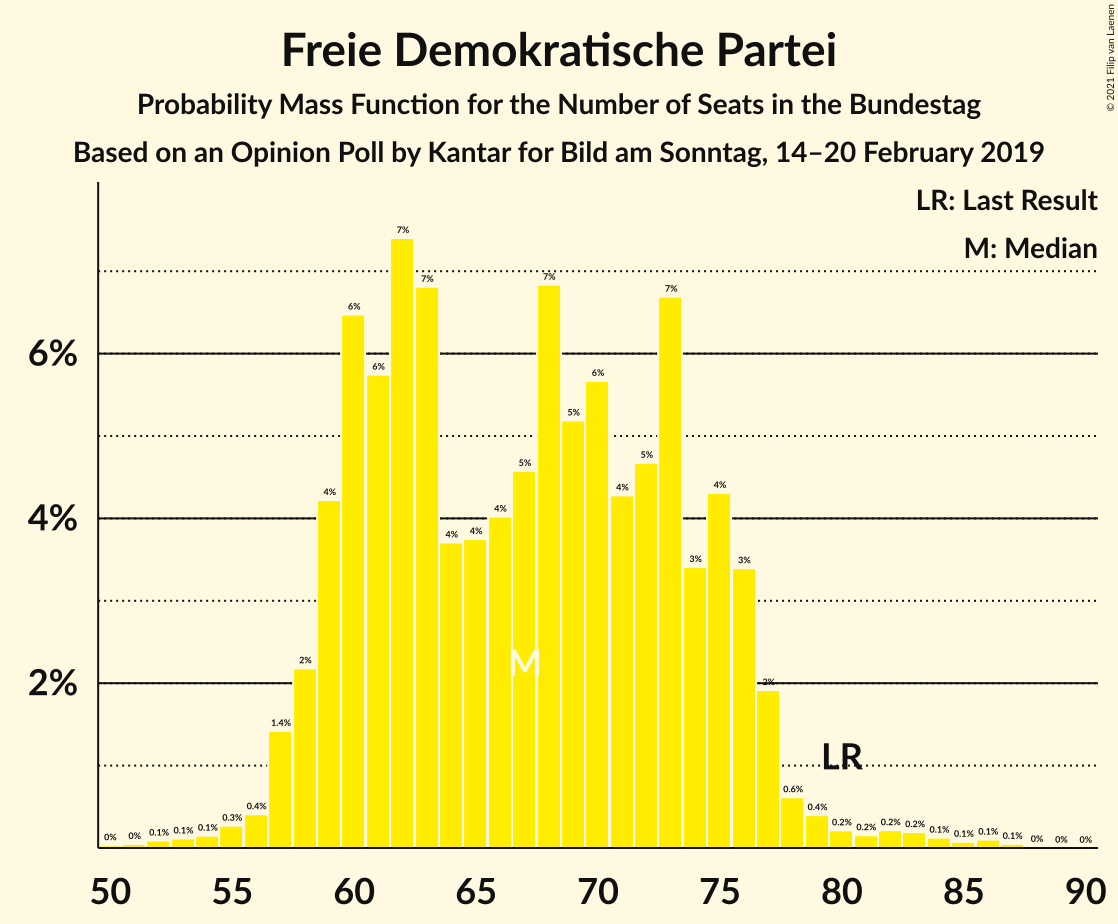 Freie Demokratische Partei
Probability Mass Function for the Number of Seats in the Bundestag
Based on an Opinion Poll by Kantar for Bild am Sonntag, 14–20 February 2019
© 2021 Filip van Laenen
LR: Last Result
M: Median
6%
4%
2%
0% 0% 0.1% 0.1% 0.1% 0.3% 0.4% 1.4% 2% 4% 6% 6% 7% 7% 4% 4% 4% 5% 7% 5% 6% 4% 5% 7% 3% 4% 3% 2% 0.6% 0.4% 0.2% 0.2% 0.2% 0.2% 0.1% 0.1% 0.1% 0.1% 0% 0% 0%
M
LR
50 55 60 65 70 75 80 85 90